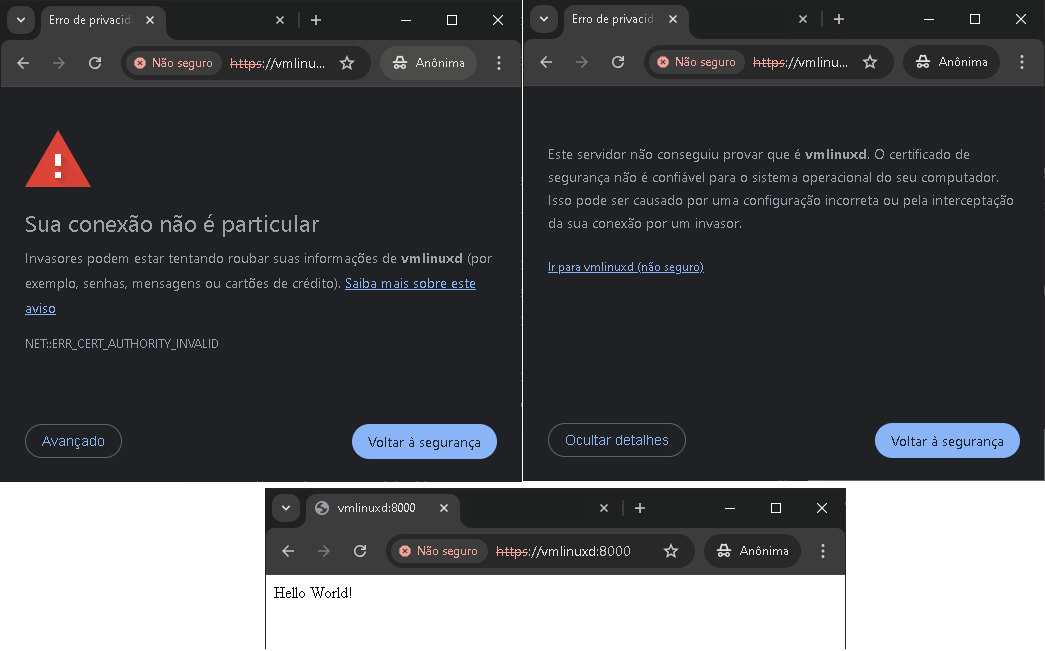 Erro de privacid
Não seguro
https://vmlinu...
Anônima
Sua conexão não é particular
Invasores podem estar tentando roubar suas informações de vmlinuxd (por
exemplo, senhas, mensagens ou cartões de crédito). Saiba mais sobre este
aviso
NET::ERR_CERT_AUTHORITY_INVALID
Avançado
Voltar à segurança
Erro de privacid
Não seguro
https://vmlinu...
Anônima
Este servidor não conseguiu provar que é vmlinuxd. O certificado de
segurança não é confiável para o sistema operacional do seu computador.
Isso pode ser causado por uma configuração incorreta ou pela interceptação
da sua conexão por um invasor.
Ir para vmlinuxd (não seguro)
Ocultar detalhes
Voltar à segurança
vmlinuxd:8000
Não seguro
https://vmlinuxd:8000
Anônima
Hello World!